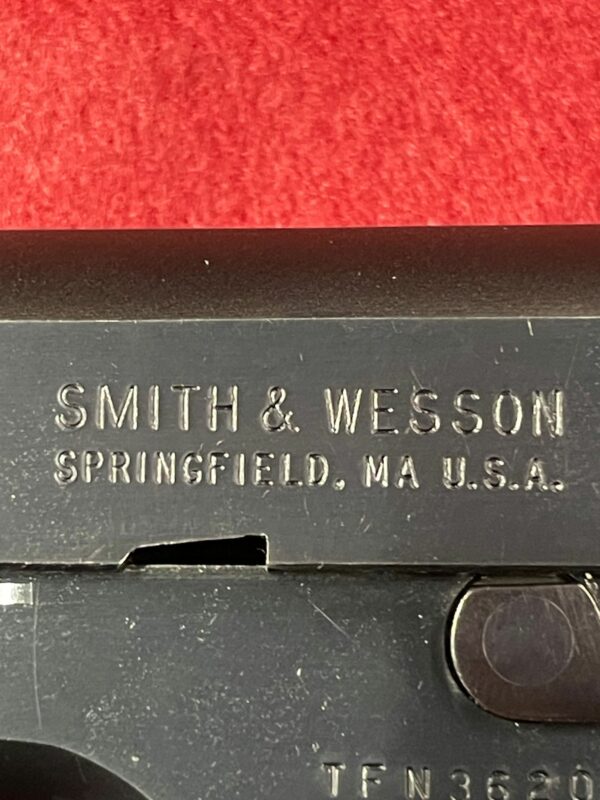 SMITH & WESSON
SPRINGFIELD, MA U.S.A.
TFN3620